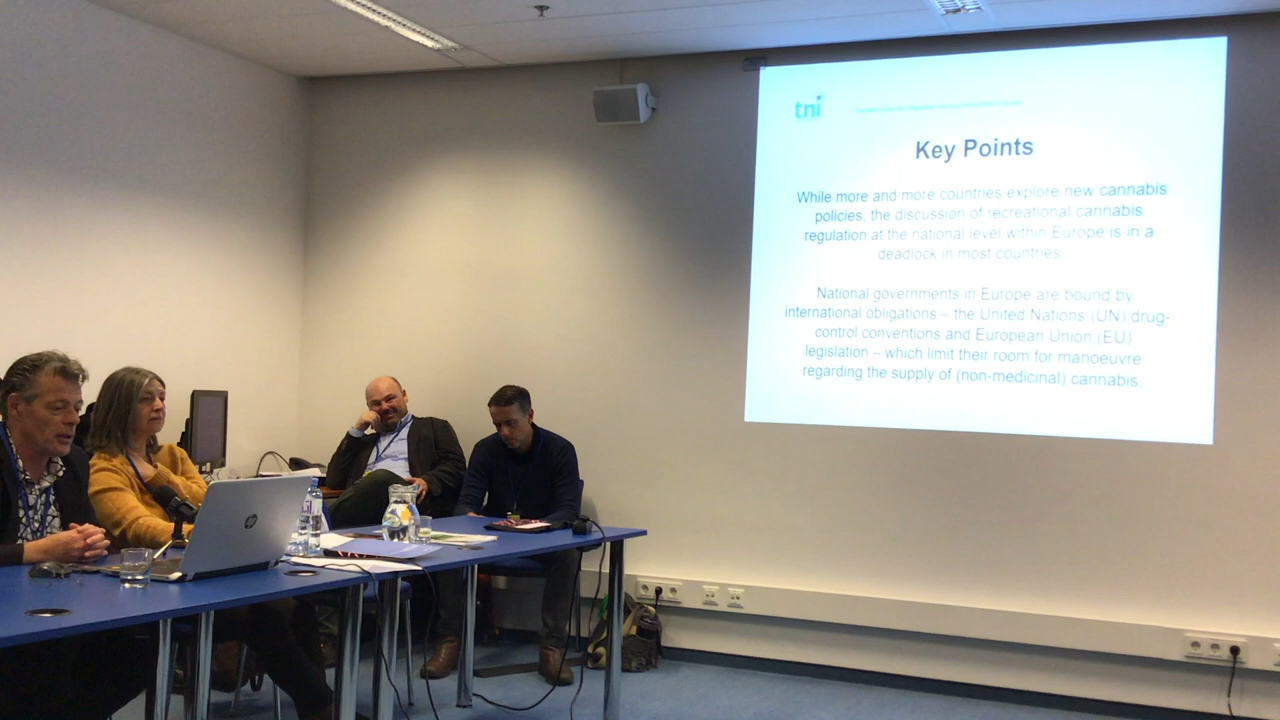 tni
Key Points
While more and more countries explore new cannabis
policies, the discussion of recreational cannabis
regulation at the national level within Europe is in a
deadlock in most countries.
National governments in Europe are bound by
international obligations – the United Nations (UN) drug-
control conventions and European Union (EU)
legislation – which limit their room for manoeuvre
regarding the supply of (non-medicinal) cannabis.
hp